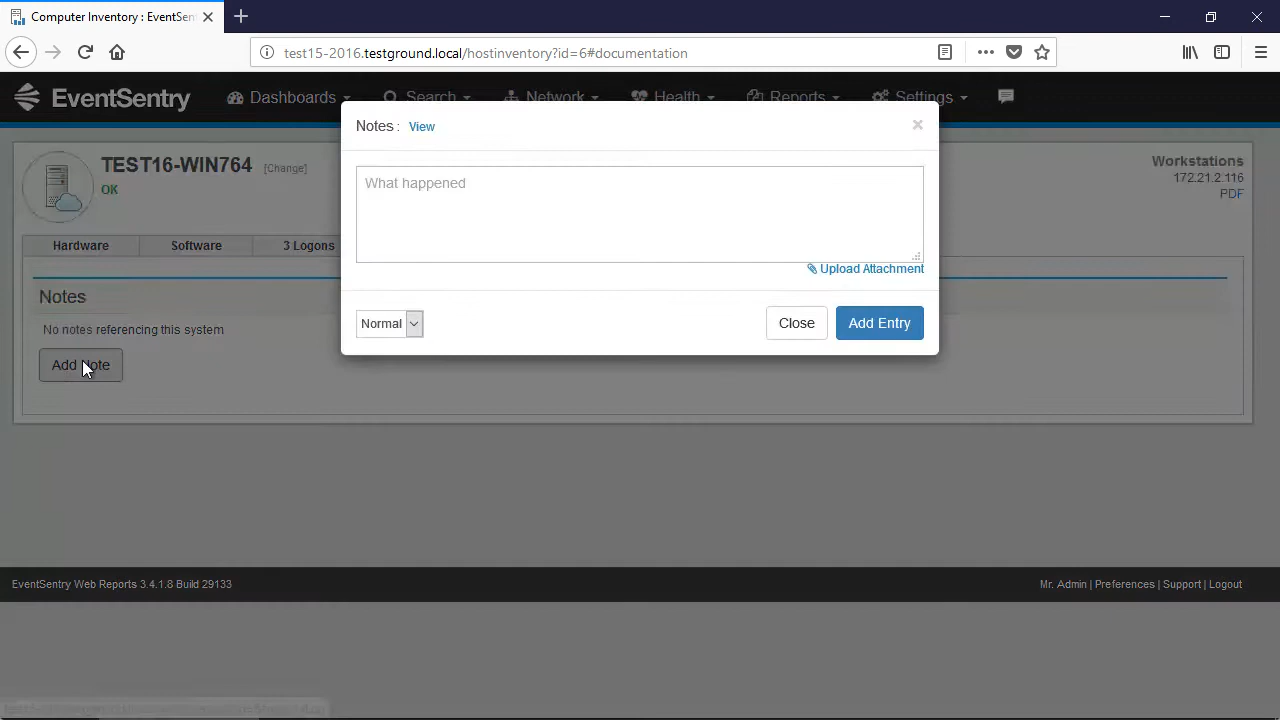 Computer Inventory : EventSen
test15-2016.testground.local/hostinventory?id=6#documentation
EventSentry
Dashboards
Search
Network
Health
Reports
Settings
Notes : View
×
TEST16-WIN764 [Change]
OK
Workstations
172.21.2.116
PDF
What happened
Upload Attachment
Hardware
Software
3 Logons
Notes
No notes referencing this system
Normal
Close
Add Entry
Add Note
EventSentry Web Reports 3.4.1.8 Build 29133
Mr. Admin | Preferences | Support | Logout